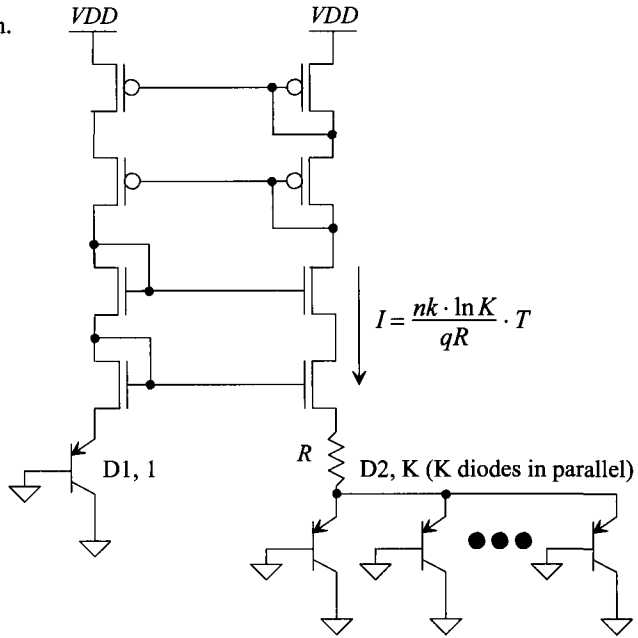 VDD VDD
n.
I = nk · ln K / qR · T
R
D1, 1
D2, K (K diodes in parallel)